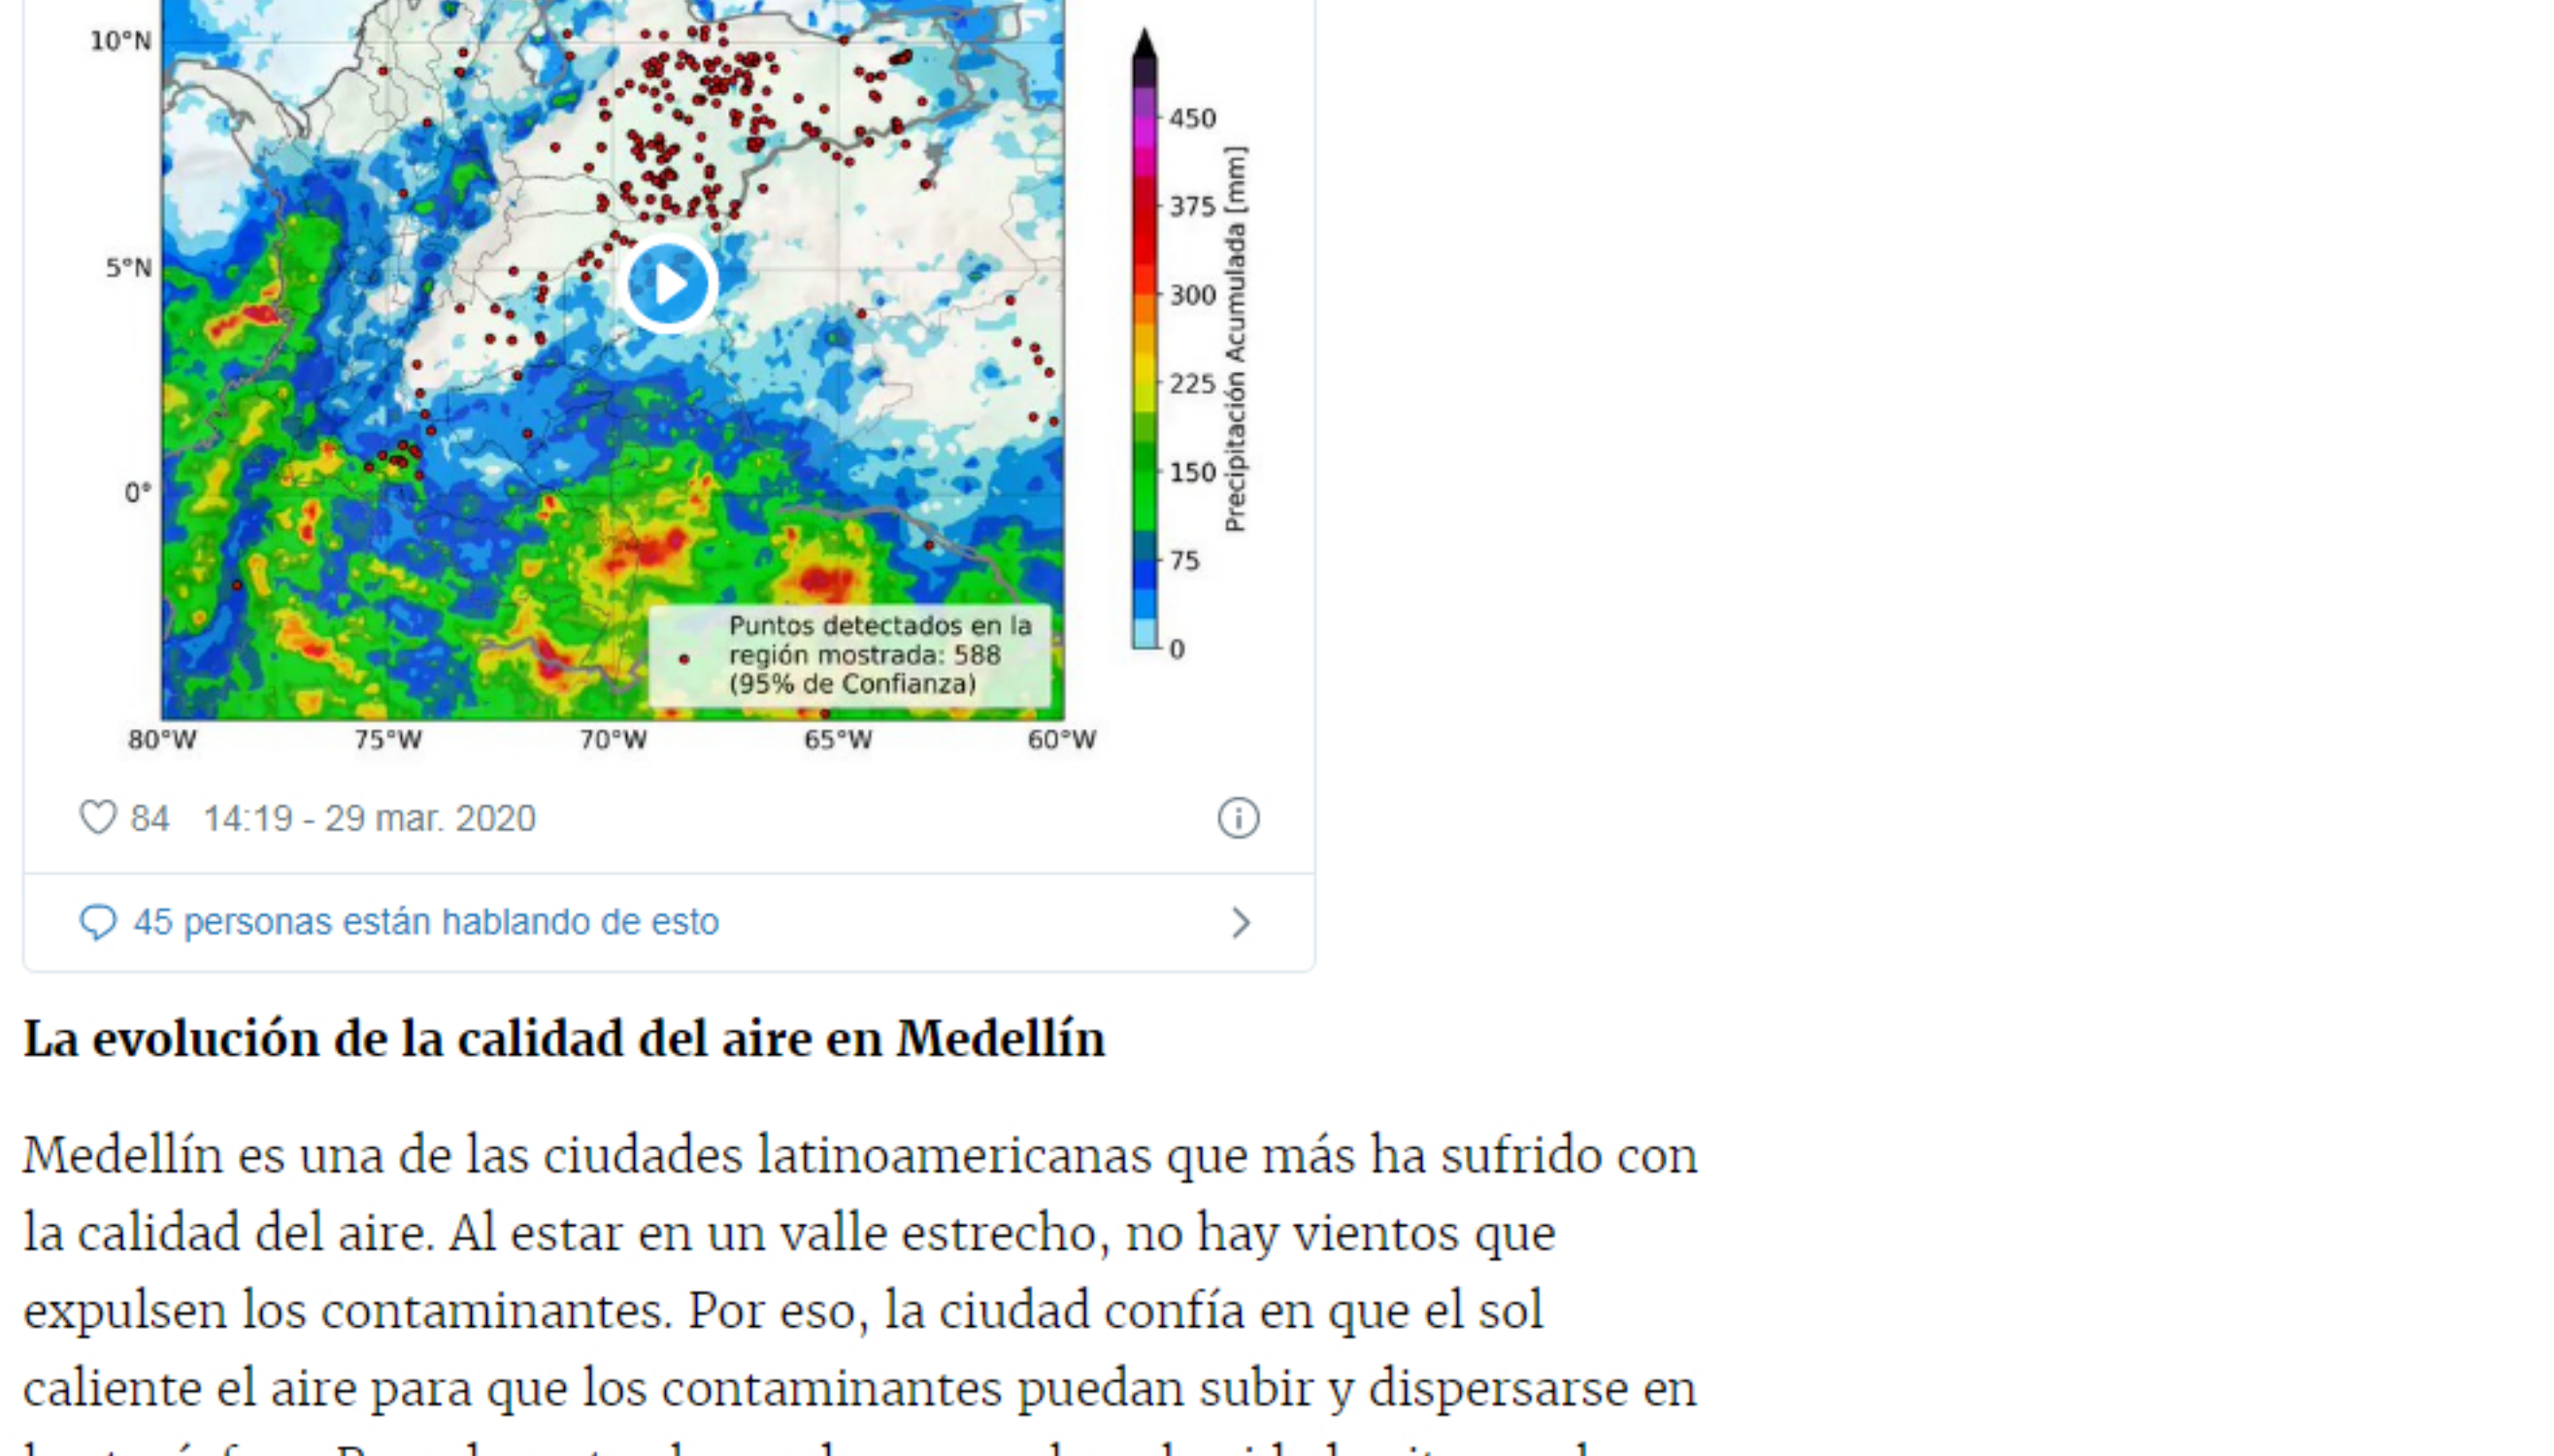 10°N
5°N
0°
80°W
75°W
70°W
65°W
60°W
Puntos detectados en la
región mostrada: 588
(95% de Confianza)
450
375
300
225
150
75
0
Precipitación Acumulada [mm]
84 14:19 - 29 mar. 2020
45 personas están hablando de esto
La evolución de la calidad del aire en Medellín
Medellín es una de las ciudades latinoamericanas que más ha sufrido con
la calidad del aire. Al estar en un valle estrecho, no hay vientos que
expulsen los contaminantes. Por eso, la ciudad confía en que el sol
caliente el aire para que los contaminantes puedan subir y dispersarse en